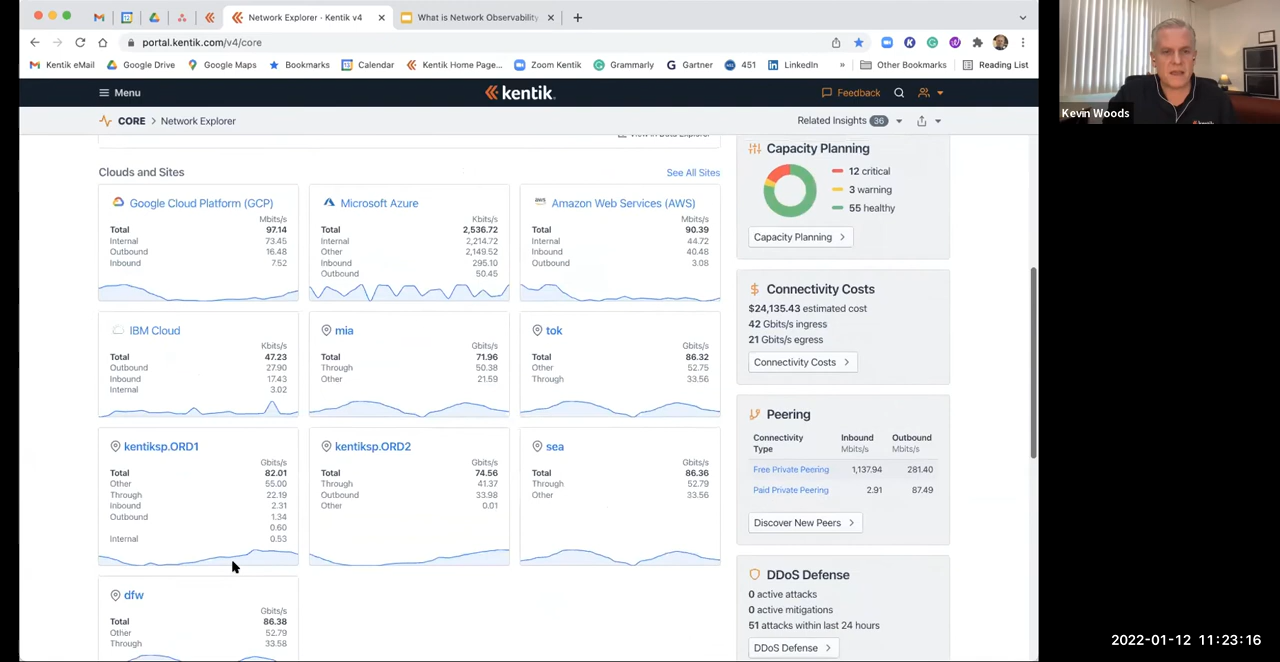 Network Explorer · Kentik v4
What is Network Observability
portal.kentik.com/v4/core
Kentik eMail
Google Drive
Google Maps
Bookmarks
Calendar
Kentik Home Page...
Zoom Kentik
Grammarly
Gartner
451
LinkedIn
»
Other Bookmarks
Reading List
Menu
kentik
Feedback
CORE > Network Explorer
Related Insights 36
View in Data Explorer
Clouds and Sites
See All Sites
Google Cloud Platform (GCP)
Mbits/s
Total 97.14
Internal 73.45
Outbound 16.48
Inbound 7.52
Microsoft Azure
Kbits/s
Total 2,536.72
Internal 2,214.72
Other 2,149.52
Inbound 295.10
Outbound 50.45
aws Amazon Web Services (AWS)
Mbits/s
Total 90.39
Internal 44.72
Inbound 40.48
Outbound 3.08
IBM Cloud
Kbits/s
Total 47.23
Outbound 27.90
Inbound 17.43
Internal 3.02
mia
Gbits/s
Total 71.96
Through 50.38
Other 21.59
tok
Gbits/s
Total 86.32
Other 52.75
Through 33.56
kentiksp.ORD1
Gbits/s
Total 82.01
Other 55.00
Through 22.19
Inbound 2.31
Outbound 1.34
0.60
Internal 0.53
kentiksp.ORD2
Gbits/s
Total 74.56
Through 41.37
Outbound 33.98
Other 0.01
sea
Gbits/s
Total 86.36
Through 52.79
Other 33.56
dfw
Gbits/s
Total 86.38
Other 52.79
Through 33.58
Capacity Planning
12 critical
3 warning
55 healthy
Capacity Planning >
Connectivity Costs
$24,135.43 estimated cost
42 Gbits/s ingress
21 Gbits/s egress
Connectivity Costs >
Peering
Connectivity Type Inbound Mbits/s Outbound Mbits/s
Free Private Peering 1,137.94 281.40
Paid Private Peering 2.91 87.49
Discover New Peers >
DDoS Defense
0 active attacks
0 active mitigations
51 attacks within last 24 hours
DDoS Defense >
Kevin Woods
2022-01-12 11:23:16